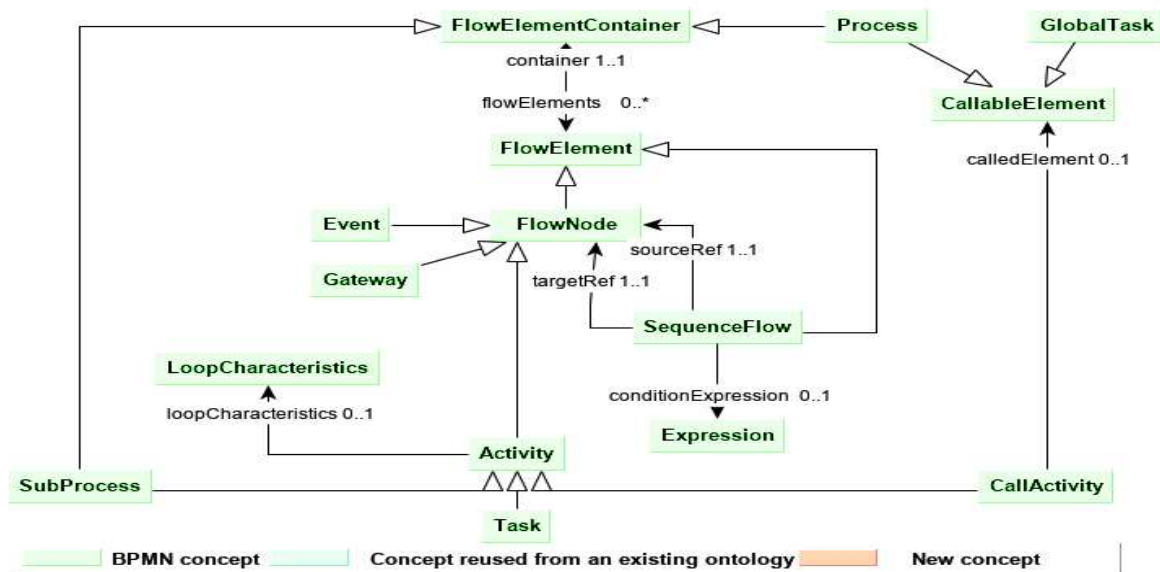 FlowElementContainer
Process
GlobalTask
container 1..1
flowElements 0..*
CallableElement
FlowElement
calledElement 0..1
Event
FlowNode
sourceRef 1..1
Gateway
targetRef 1..1
SequenceFlow
LoopCharacteristics
loopCharacteristics 0..1
conditionExpression 0..1
Expression
Activity
SubProcess
CallActivity
Task
BPMN concept
Concept reused from an existing ontology
New concept